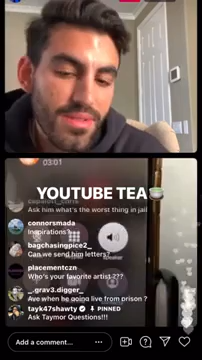 03:01
YOUTUBE TEA
Ask him what's the worst thing in jail
connorsmada
Inspirations ?
speaker
bagchasingpice2_
Can we send him letters?
placementczn
Who's your favorite artist ???
._grav3.digger_
Ave when he going live from prison ?
tayk47shawty PINNED
Ask Taymor Questions!!!
Add a comment...